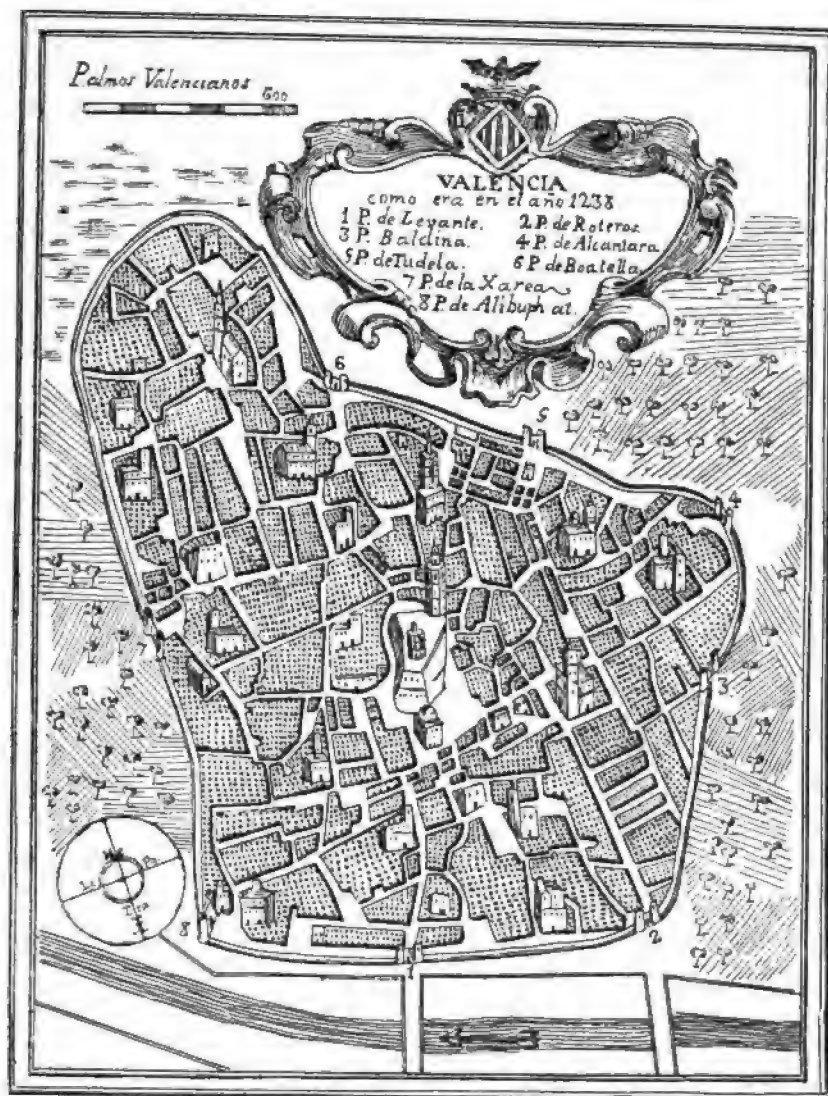 Palmos Valencianos 600
VALENCIA
como era en el año 1238
1 P. de Levante. 2 P. de Roteros
3 P. Baldina. 4 P. de Alcantara
5 P. de Tudela. 6 P. de Boatella
7 P. de la Xarea
8 P. de Alibuph at.
6
5
4
7
3
8
2
1